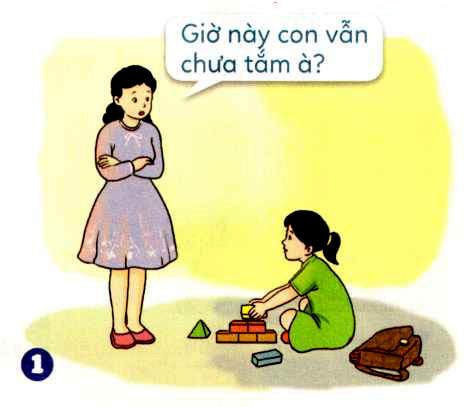 Giờ này con vẫn
chưa tắm à?
1